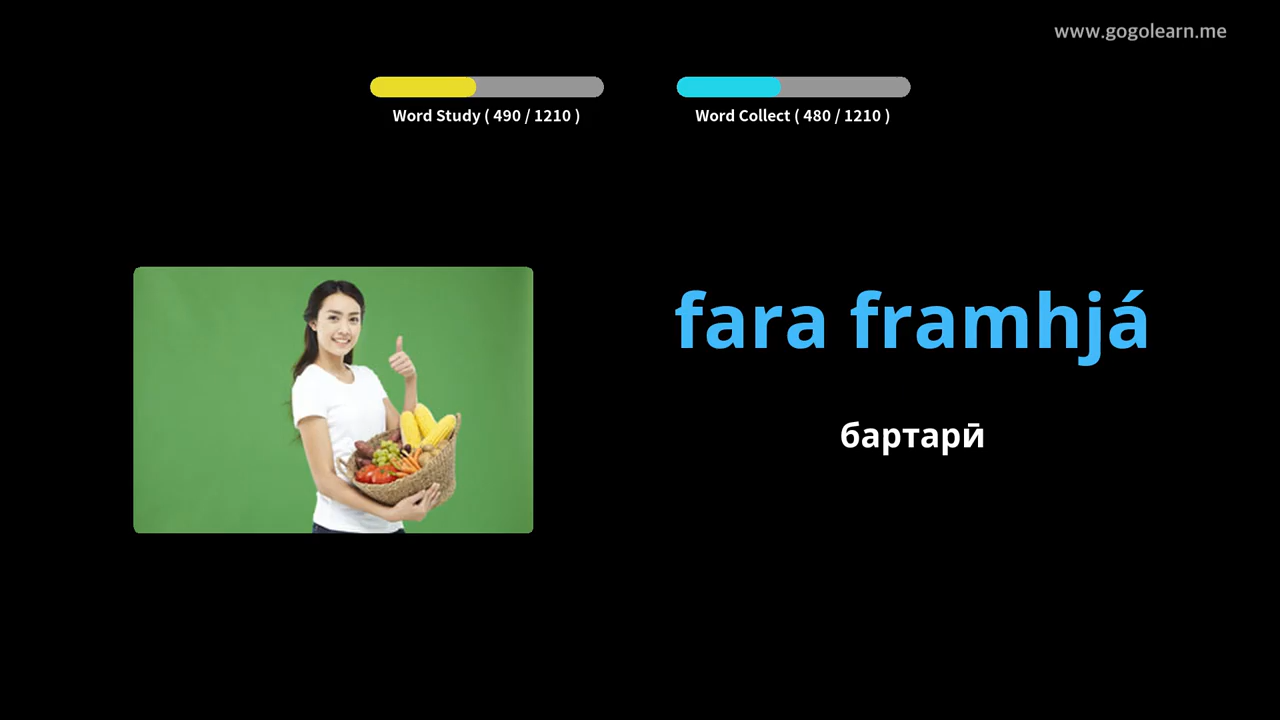 www.gogolearn.me
Word Study ( 490 / 1210 )
Word Collect ( 480 / 1210 )
fara framhjá
бартарӣ